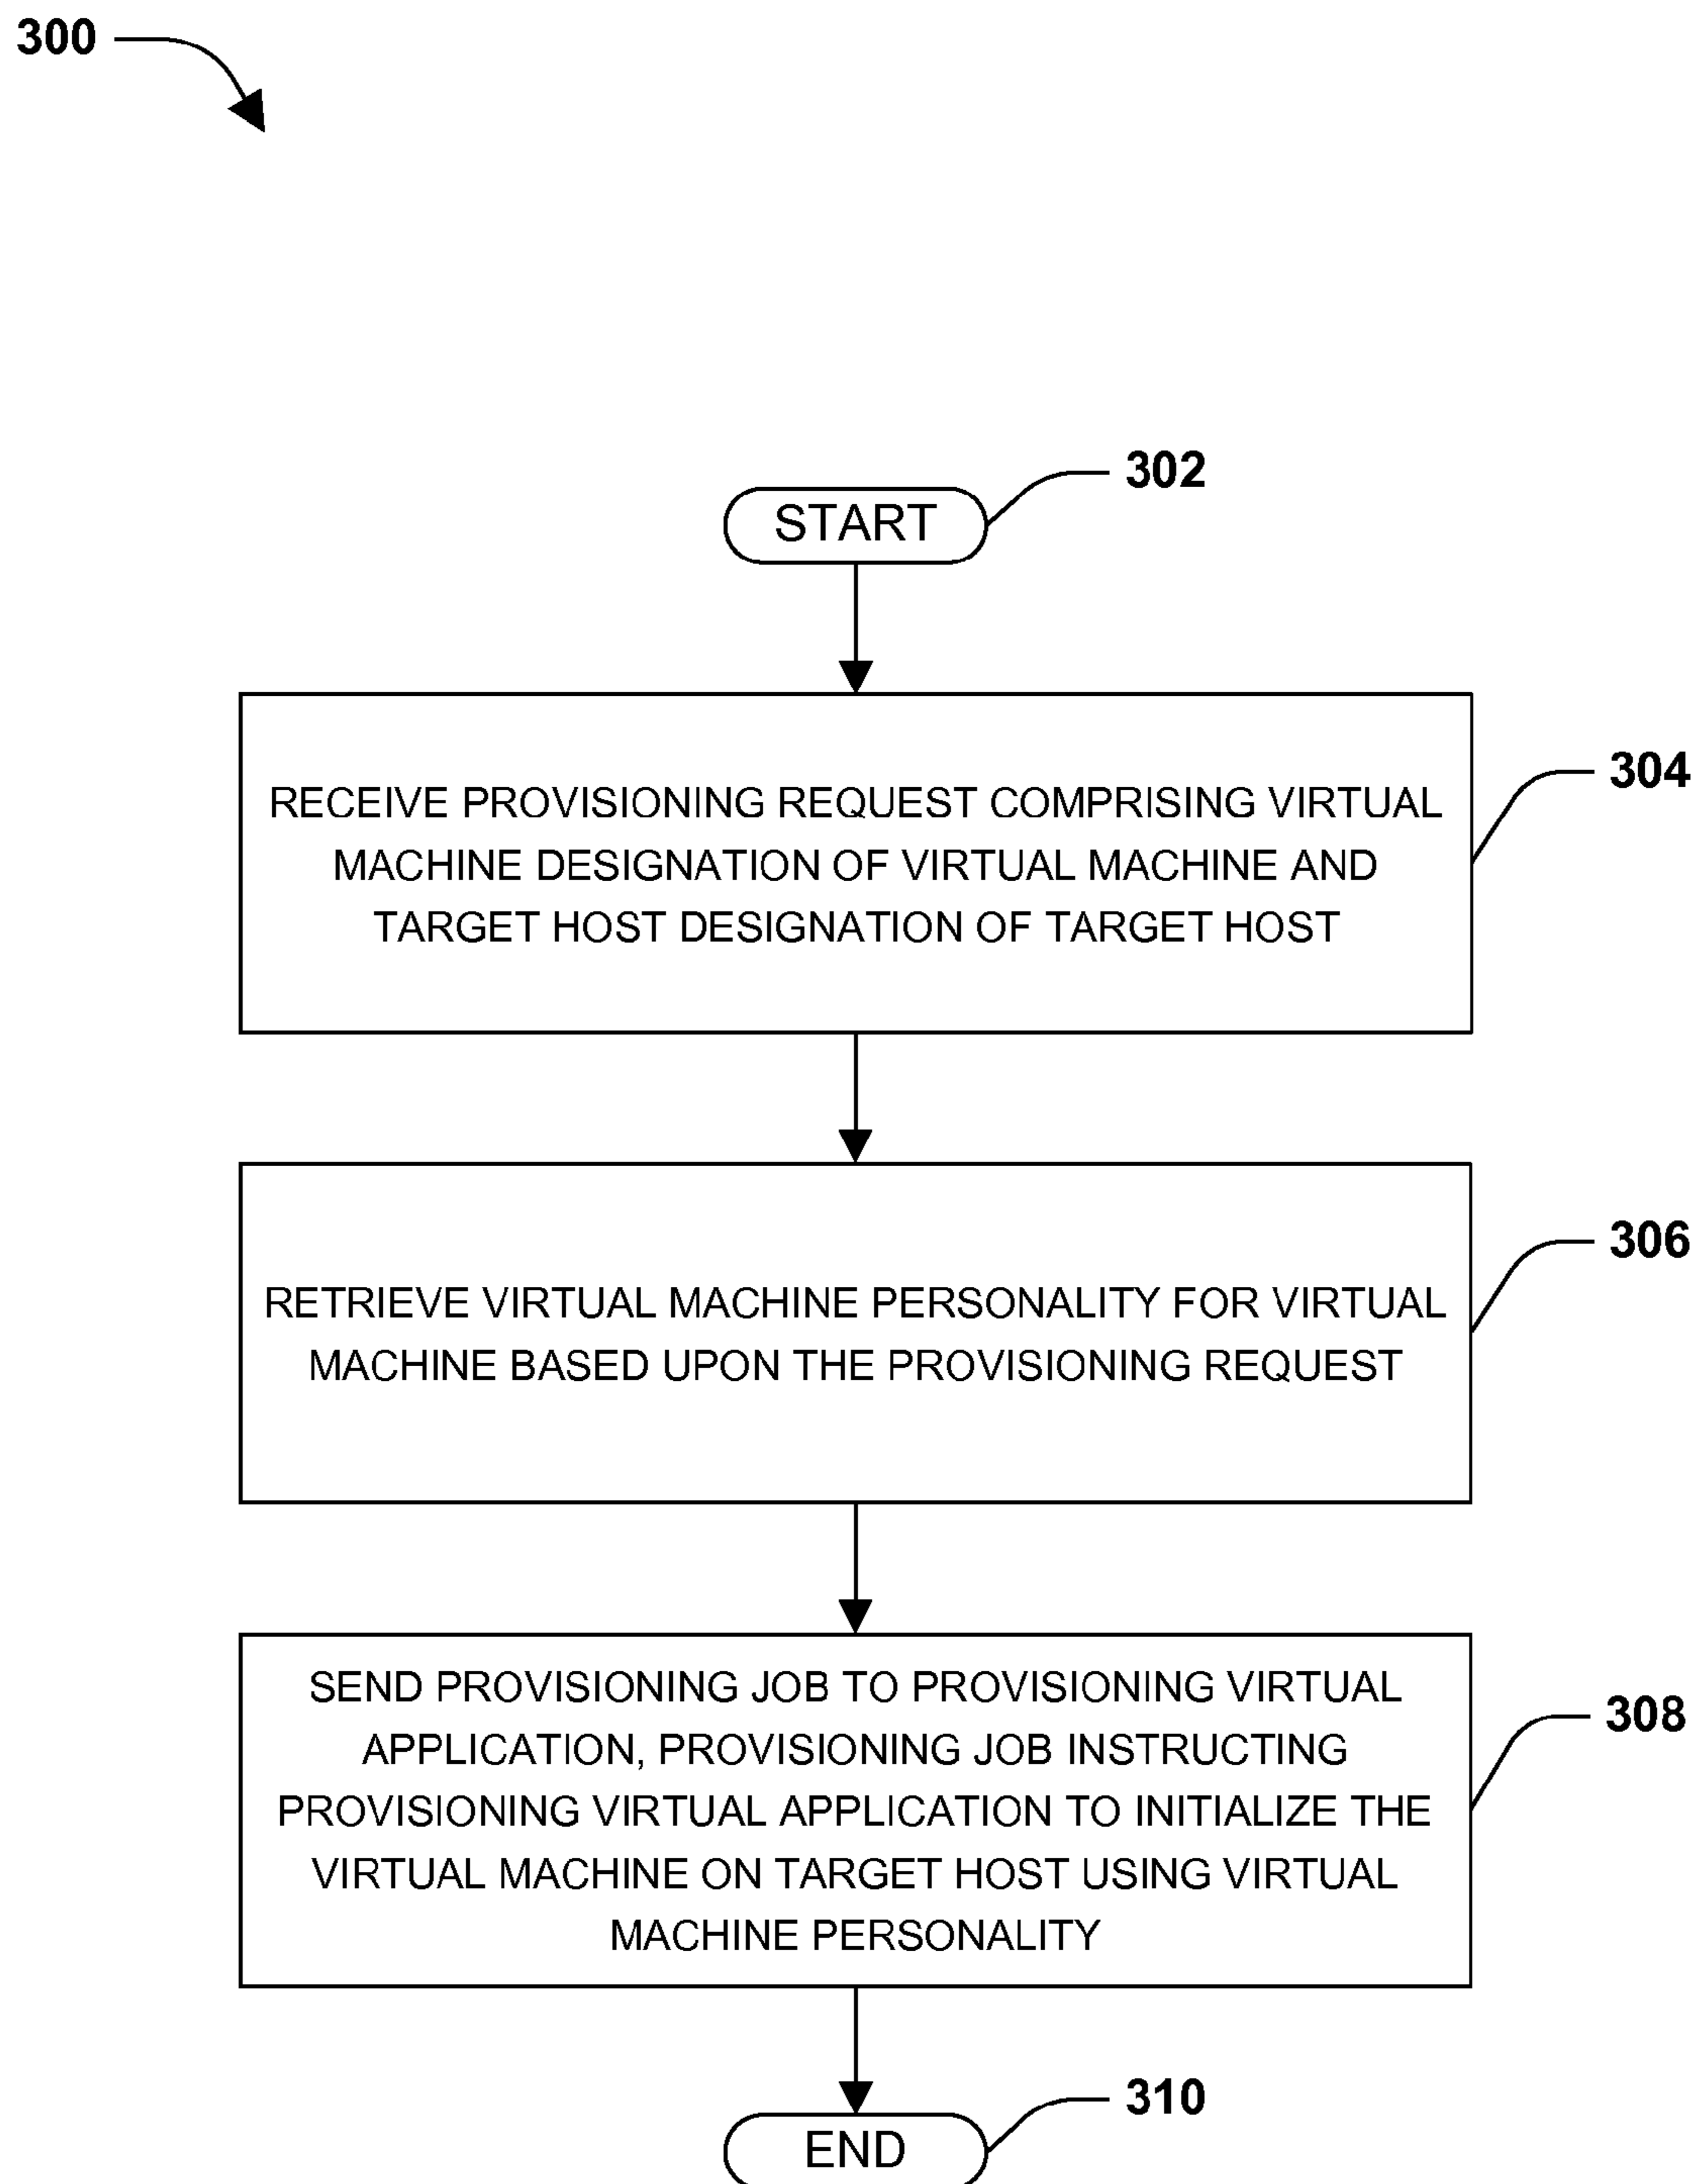 300
302
START
304
RECEIVE PROVISIONING REQUEST COMPRISING VIRTUAL
MACHINE DESIGNATION OF VIRTUAL MACHINE AND
TARGET HOST DESIGNATION OF TARGET HOST
306
RETRIEVE VIRTUAL MACHINE PERSONALITY FOR VIRTUAL
MACHINE BASED UPON THE PROVISIONING REQUEST
308
SEND PROVISIONING JOB TO PROVISIONING VIRTUAL
APPLICATION, PROVISIONING JOB INSTRUCTING
PROVISIONING VIRTUAL APPLICATION TO INITIALIZE THE
VIRTUAL MACHINE ON TARGET HOST USING VIRTUAL
MACHINE PERSONALITY
310
END